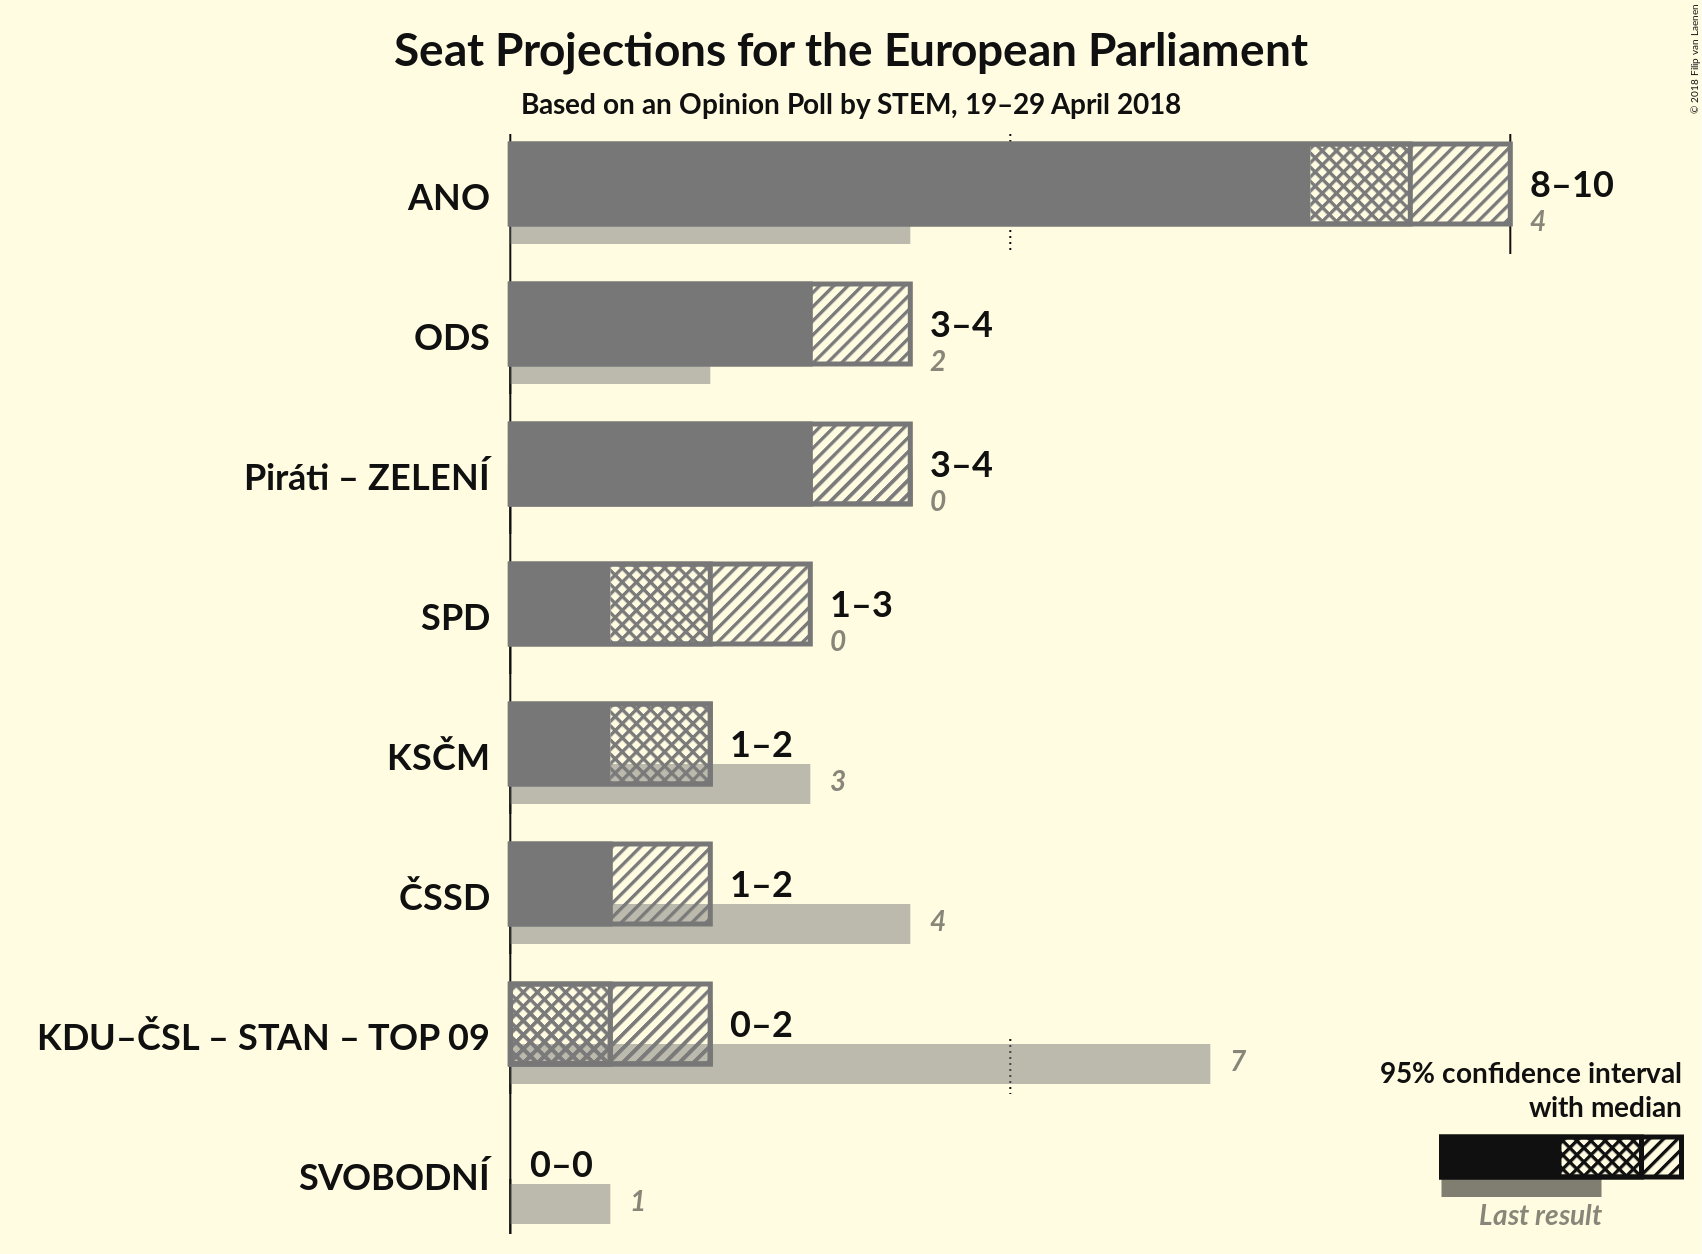 Seat Projections for the European Parliament
Based on an Opinion Poll by STEM, 19–29 April 2018
© 2018 Filip van Laenen
ANO
8–10
4
ODS
3–4
2
Piráti – ZELENÍ
3–4
0
SPD
1–3
0
KSČM
1–2
3
ČSSD
1–2
4
KDU–ČSL – STAN – TOP 09
0–2
7
SVOBODNÍ
0–0
1
95% confidence interval
with median
Last result